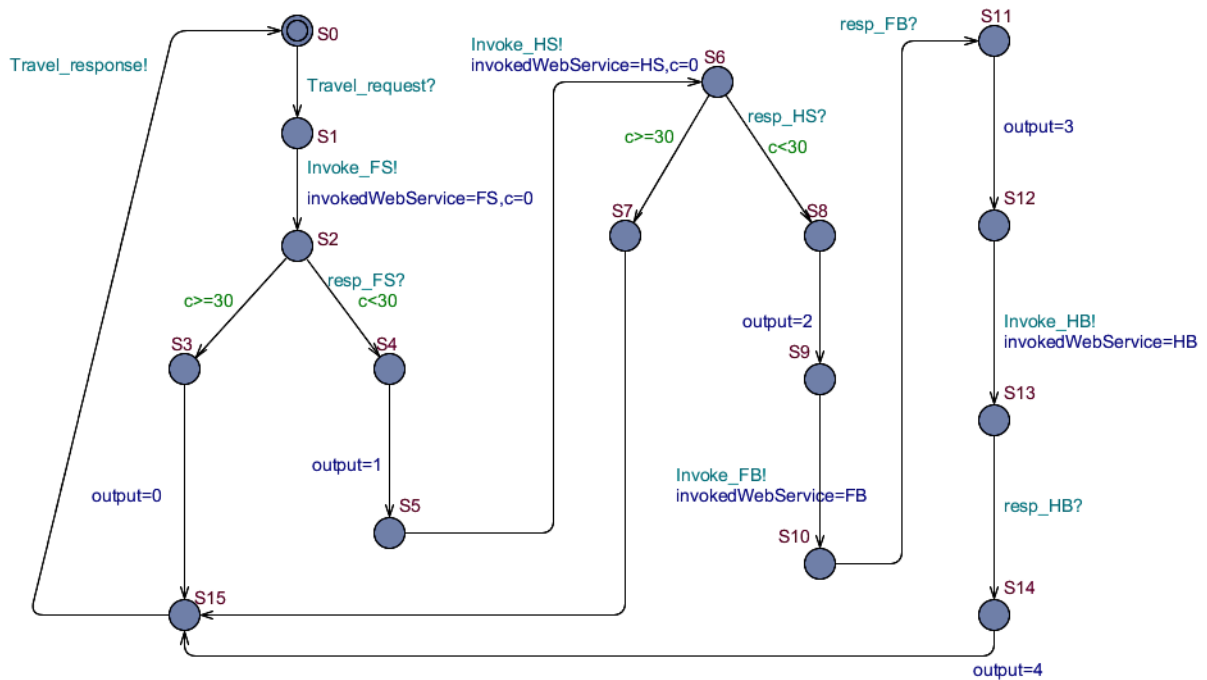 S0
Travel_response!
Travel_request?
S1
Invoke_FS!
invokedWebService=FS,c=0
S2
resp_FS?
c>=30
c<30
S3
S4
output=1
output=0
S5
S15
Invoke_HS!
invokedWebService=HS,c=0
S6
resp_HS?
c>=30
c<30
S7
S8
output=2
S9
Invoke_FB!
invokedWebService=FB
S10
resp_FB?
S11
output=3
S12
Invoke_HB!
invokedWebService=HB
S13
resp_HB?
S14
output=4